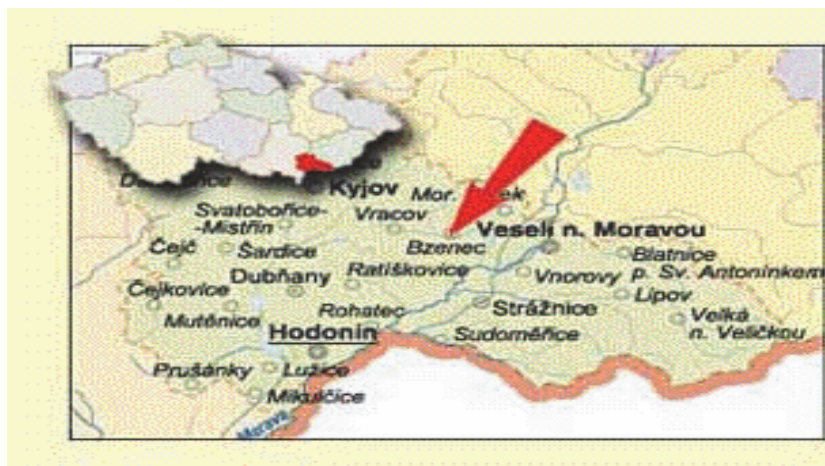 Kyjov
Mor.
Svatobořice-
-Mistřín
Vracov
Veselí n. Moravou
Bzenec
Čejč
Šardice
Blatnice
p. Sv. Antonínkem
Ratíškovice
Vnorovy
Dubňany
Čejkovice
Lipov
Rohatec
Strážnice
Mutěnice
Velká
n. Veličkou
Hodonín
Sudoměřice
Prušánky
Lužice
Mikulčice
Morava